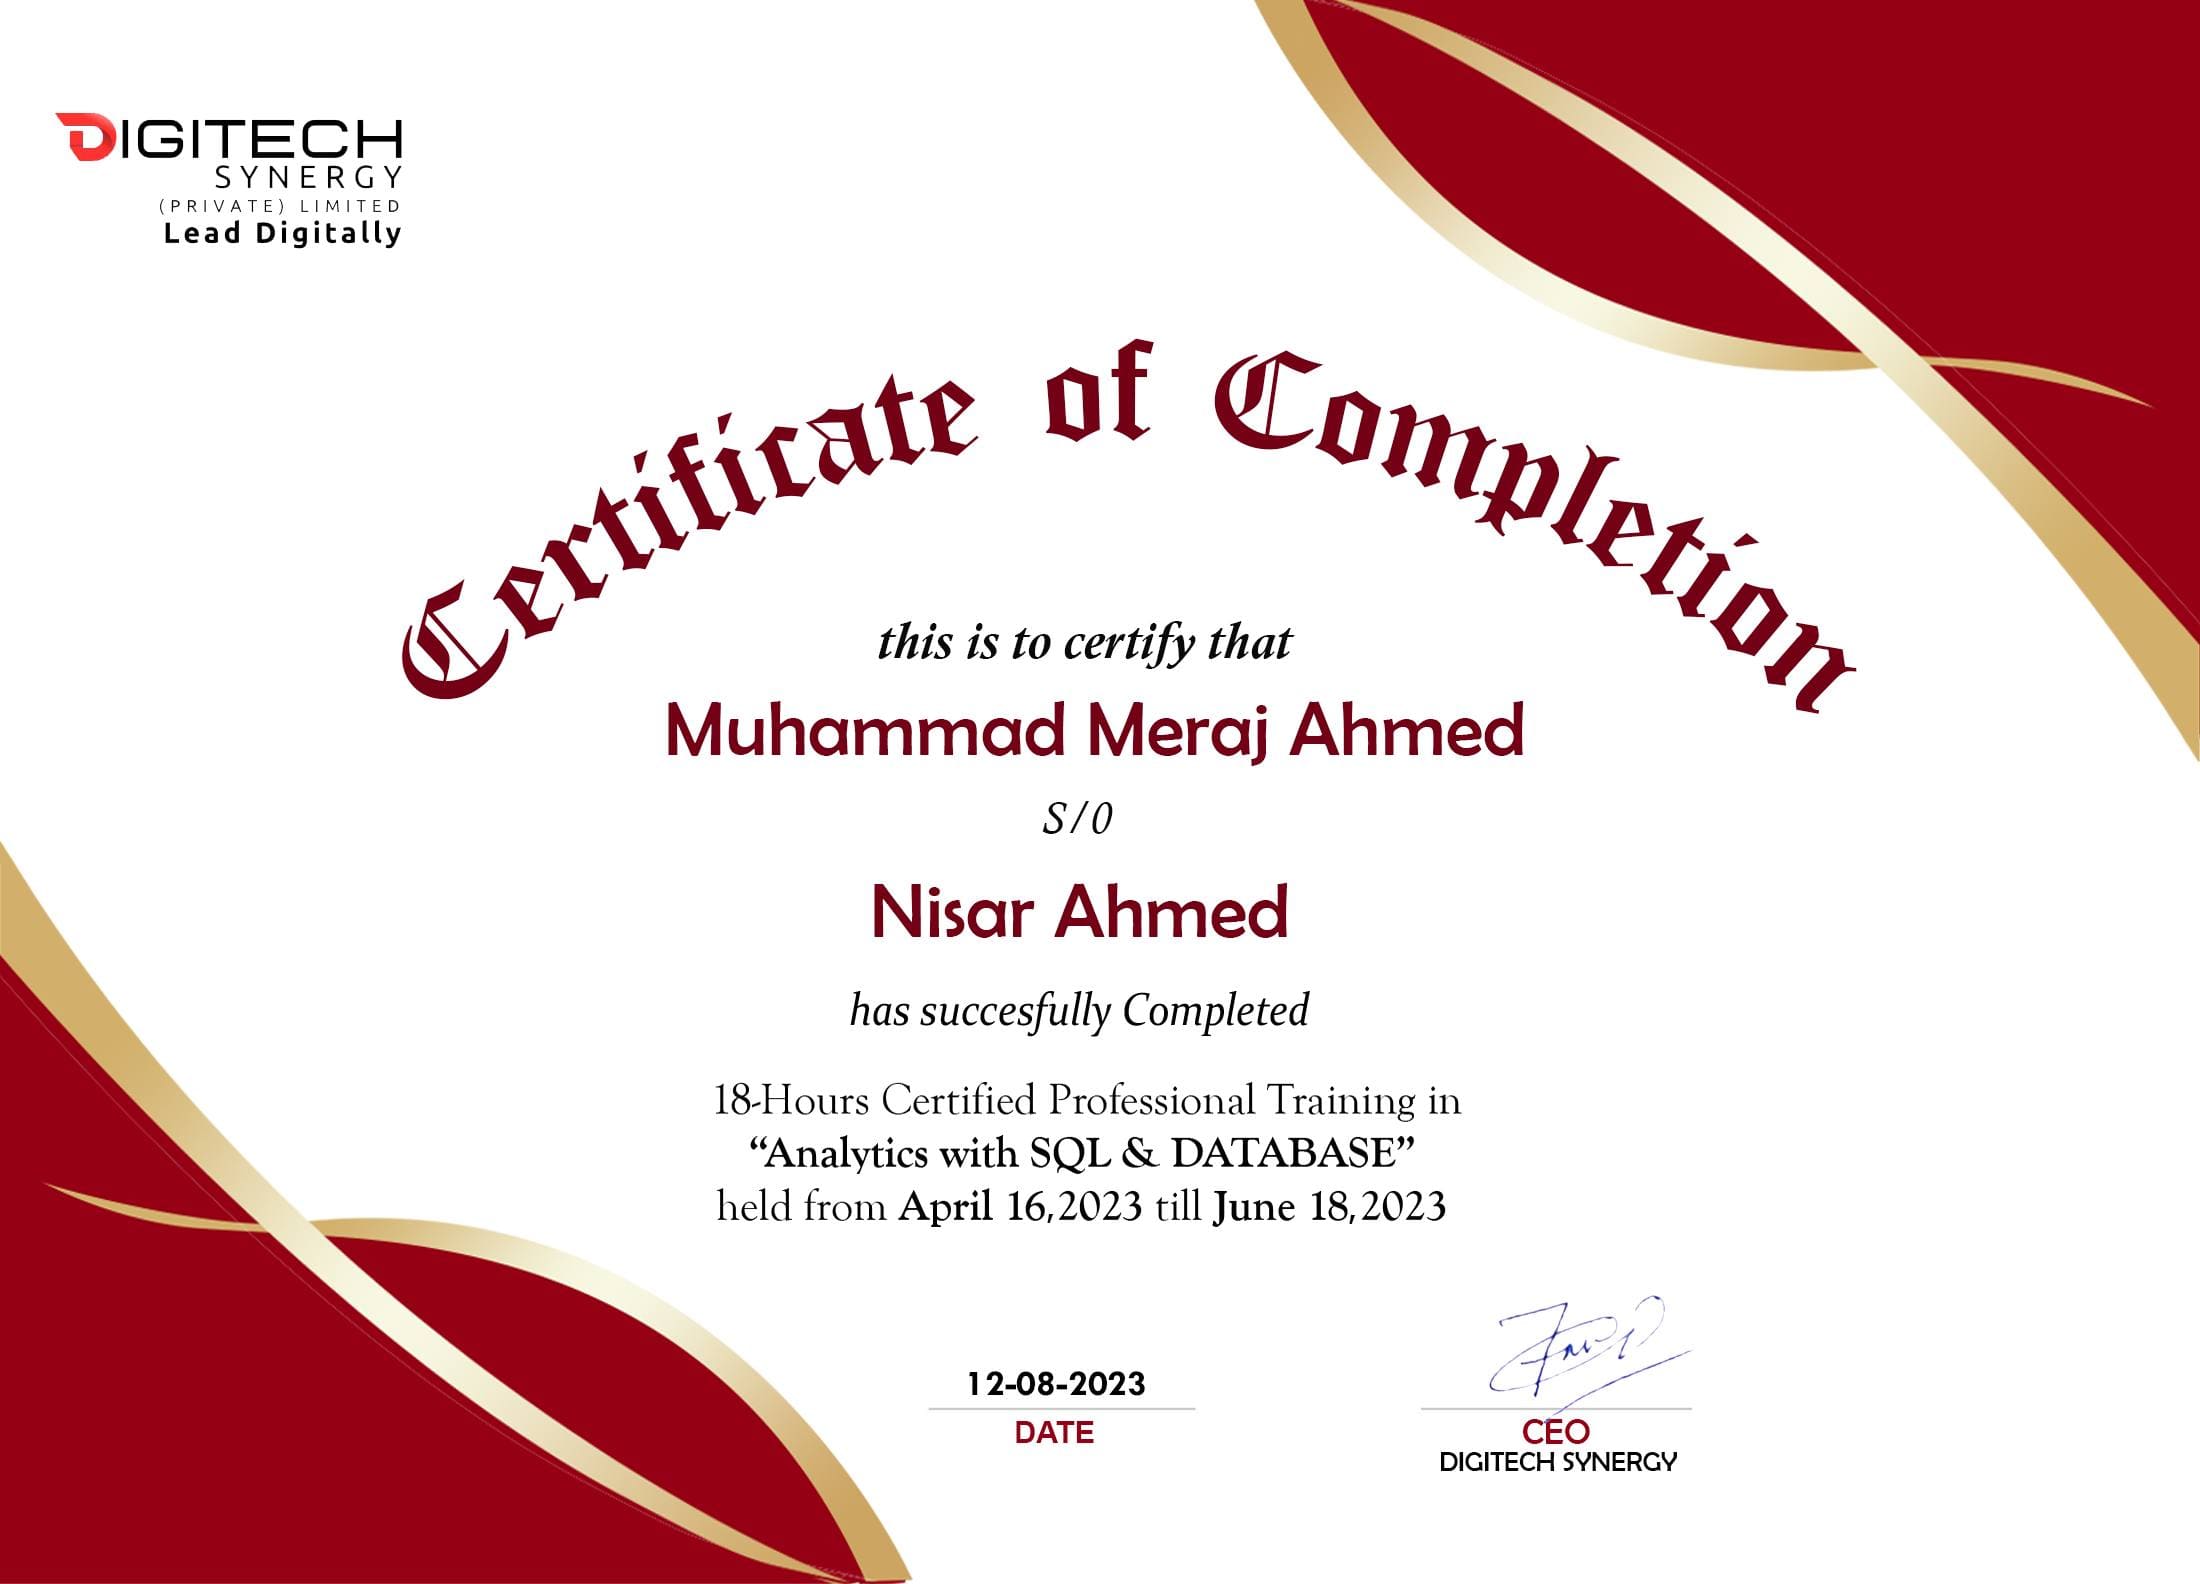 DIGITECH
SYNERGY
(PRIVATE) LIMITED
Lead Digitally
Certificate of Completion
this is to certify that
Muhammad Meraj Ahmed
S/0
Nisar Ahmed
has succesfully Completed
18-Hours Certified Professional Training in
“Analytics with SQL & DATABASE”
held from April 16,2023 till June 18,2023
12-08-2023
DATE
CEO
DIGITECH SYNERGY